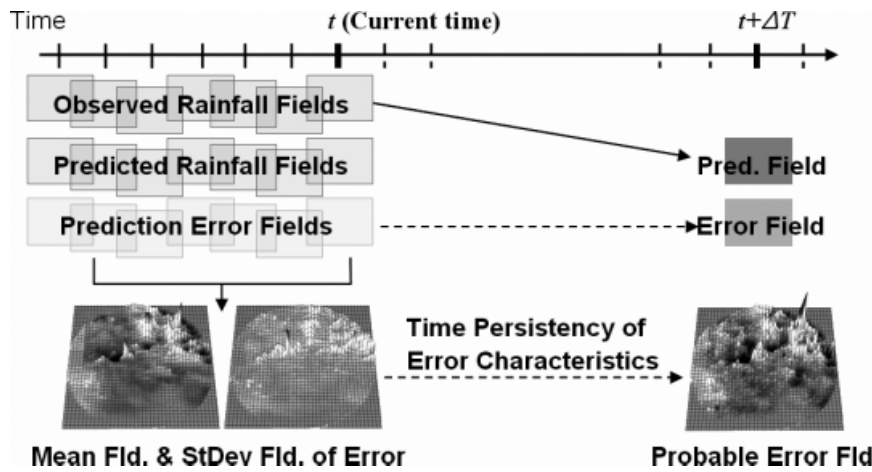 Time
t (Current time)
t+ΔT
Observed Rainfall Fields
Predicted Rainfall Fields
Pred. Field
Prediction Error Fields
Error Field
Time Persistency of
Error Characteristics
Mean Fld. & StDev Fld. of Error
Probable Error Fld